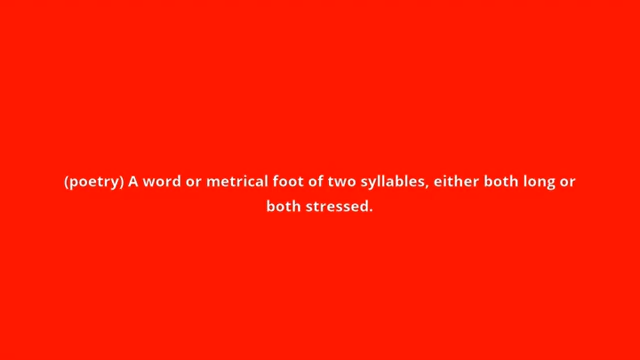 (poetry) A word or metrical foot of two syllables, either both long or
both stressed.